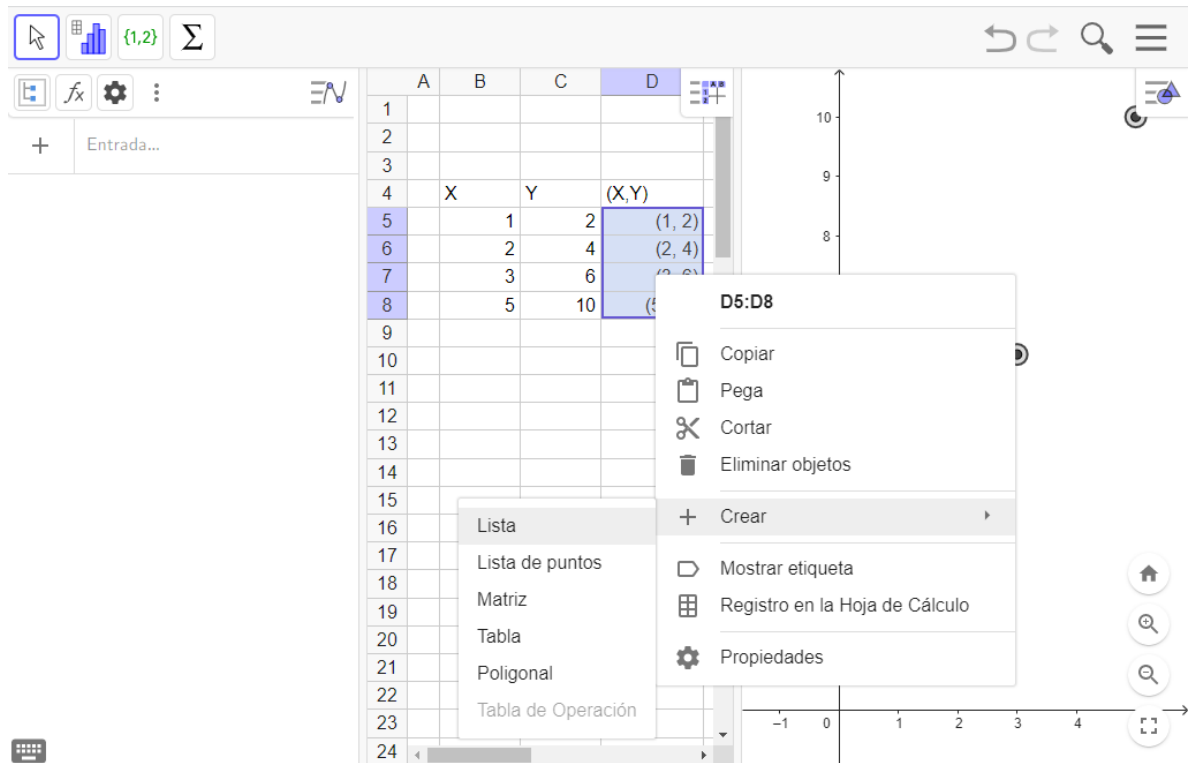 {1,2} Σ
fx
Entrada...
A B C D
1
2
3
4 X Y (X,Y)
5 1 2 (1, 2)
6 2 4 (2, 4)
7 3 6
8 5 10
9
10
11
12
13
14
15
16
17
18
19
20
21
22
23
24
D5:D8
Copiar
Pega
Cortar
Eliminar objetos
Crear
Mostrar etiqueta
Registro en la Hoja de Cálculo
Propiedades
Lista
Lista de puntos
Matriz
Tabla
Poligonal
Tabla de Operación
10
9
8
−1 0 1 2 3 4